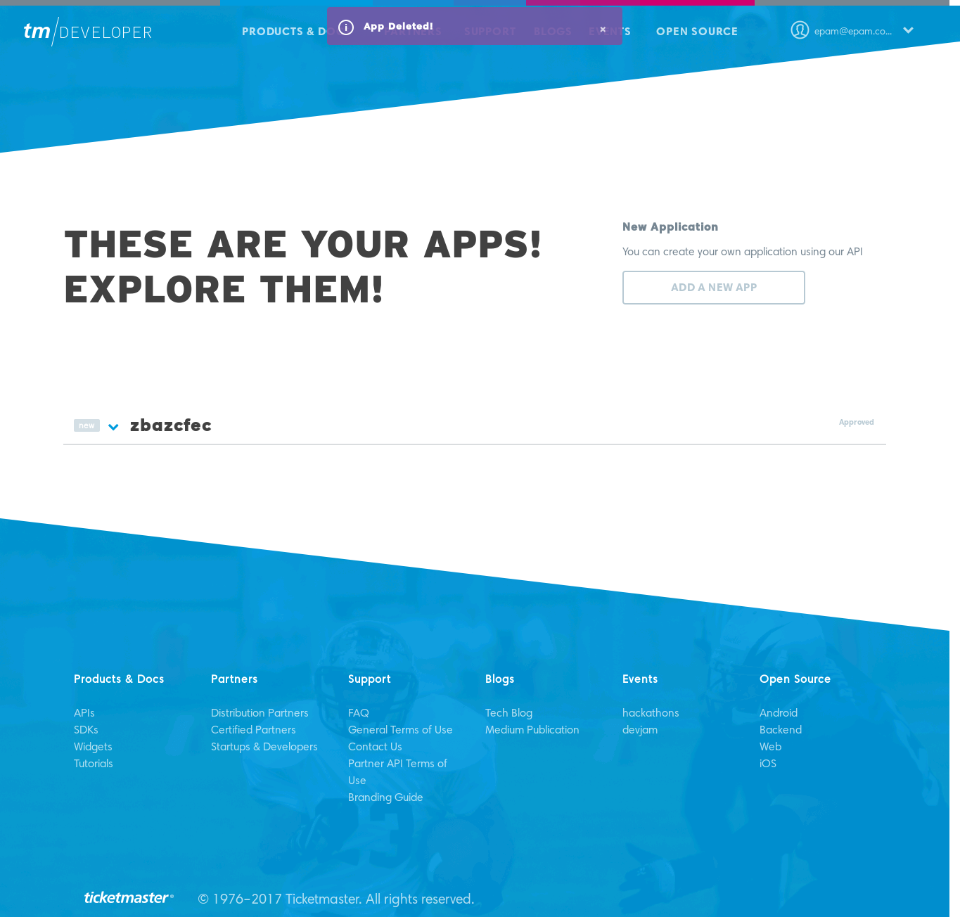 tm/DEVELOPER
PRODUCTS & DOCS PARTNERS SUPPORT BLOGS EVENTS OPEN SOURCE
App Deleted!
×
epam@epam.co...
THESE ARE YOUR APPS!
EXPLORE THEM!
New Application
You can create your own application using our API
ADD A NEW APP
new zbazcfec
Approved
Products & Docs
APIs
SDKs
Widgets
Tutorials
Partners
Distribution Partners
Certified Partners
Startups & Developers
Support
FAQ
General Terms of Use
Contact Us
Partner API Terms of
Use
Branding Guide
Blogs
Tech Blog
Medium Publication
Events
hackathons
devjam
Open Source
Android
Backend
Web
iOS
ticketmaster®
© 1976–2017 Ticketmaster. All rights reserved.